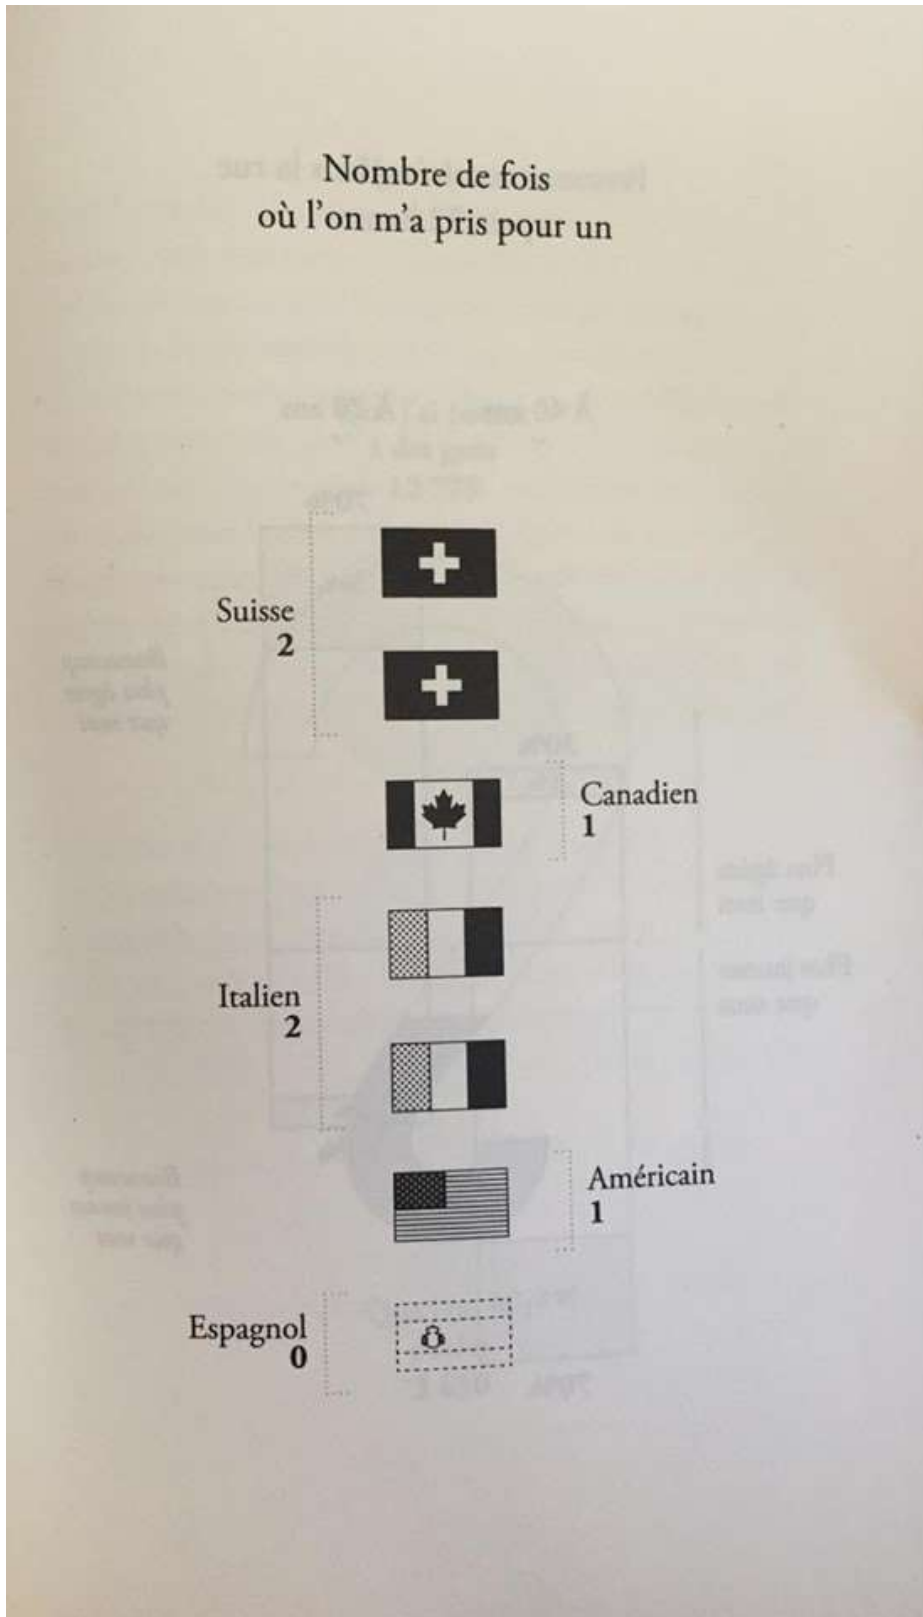 Nombre de fois
où l'on m'a pris pour un
Suisse
2
Canadien
1
Italien
2
Américain
1
Espagnol
0